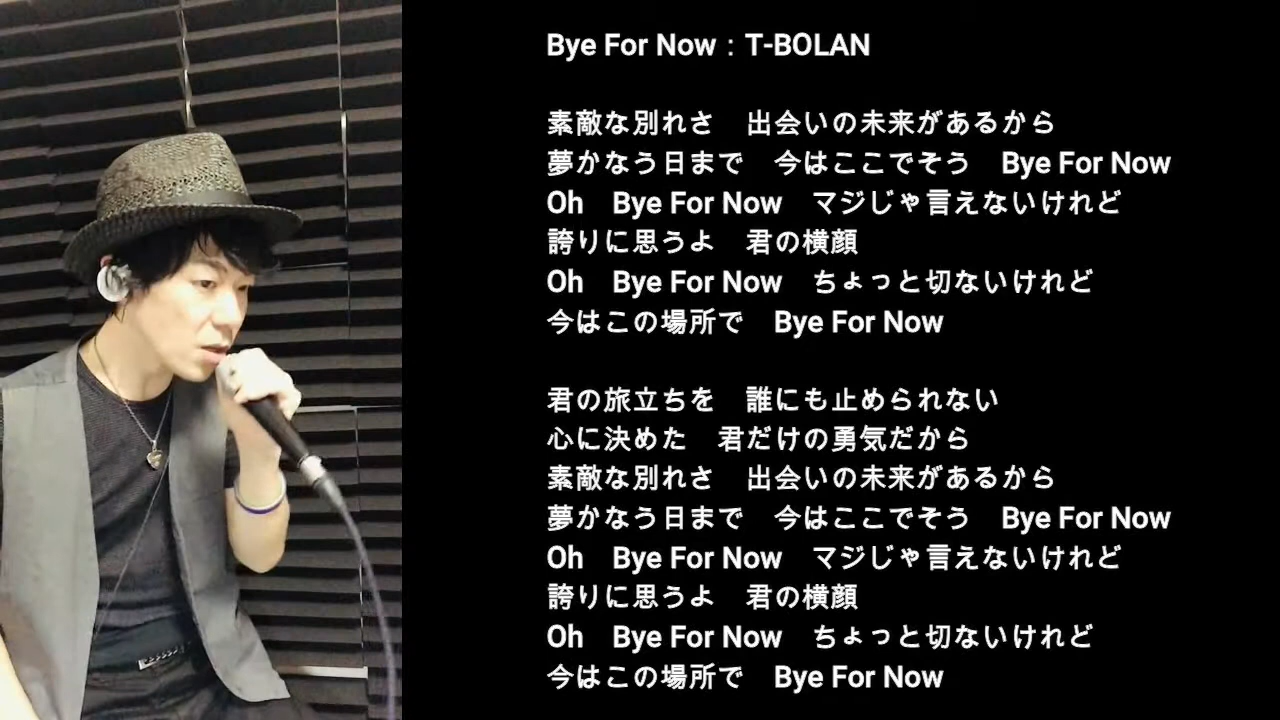 Bye For Now：T-BOLAN
素敵な別れさ　出会いの未来があるから
夢かなう日まで　今はここでそう　Bye For Now
Oh　Bye For Now　マジじゃ言えないけれど
誇りに思うよ　君の横顔
Oh　Bye For Now　ちょっと切ないけれど
今はこの場所で　Bye For Now
君の旅立ちを　誰にも止められない
心に決めた　君だけの勇気だから
素敵な別れさ　出会いの未来があるから
夢かなう日まで　今はここでそう　Bye For Now
Oh　Bye For Now　マジじゃ言えないけれど
誇りに思うよ　君の横顔
Oh　Bye For Now　ちょっと切ないけれど
今はこの場所で　Bye For Now